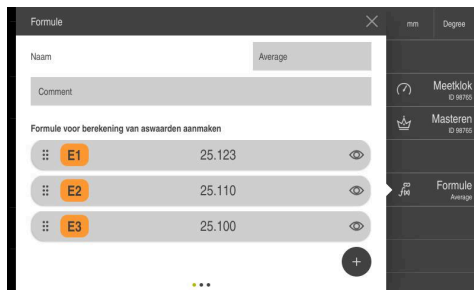 Formule
mm
Degree
Naam
Average
Comment
Meetklok
ID 98765
Masteren
ID 98765
Formule voor berekening van aswaarden aanmaken
E1 25.123
E2 25.110
Formule
Average
E3 25.100